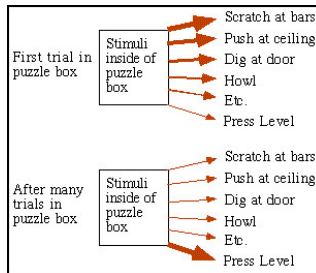 First trial in
puzzle box
Stimuli
inside of
puzzle
box
Scratch at bars
Push at ceiling
Dig at door
Howl
Etc.
Press Level
After many
trials in
puzzle box
Stimuli
inside of
puzzle
box
Scratch at bars
Push at ceiling
Dig at door
Howl
Etc.
Press Level